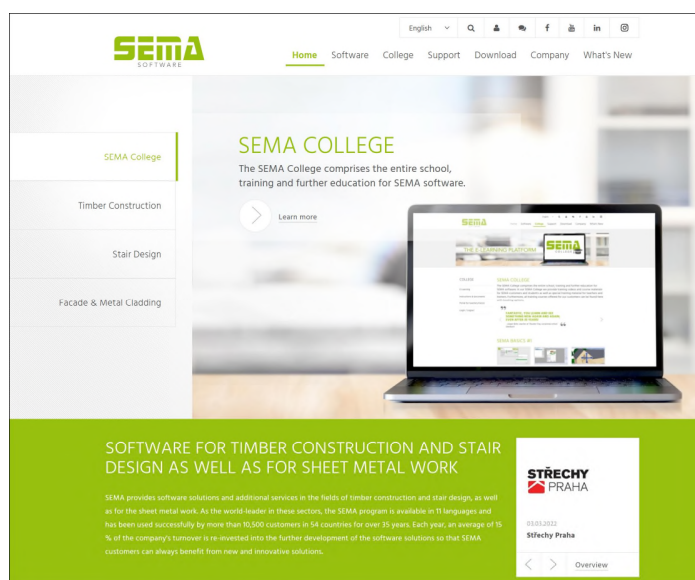 English
SEMA
SOFTWARE
Home Software College Support Download Company What's New
SEMA College
Timber Construction
Stair Design
Facade & Metal Cladding
SEMA COLLEGE
The SEMA College comprises the entire school,
training and further education for SEMA software.
Learn more
SEMA
SEMA
COLLEGE
SEMA-COLLEGE
SOFTWARE FOR TIMBER CONSTRUCTION AND STAIR
DESIGN AS WELL AS FOR SHEET METAL WORK
SEMA provides software solutions and additional services in the fields of timber construction and stair design, as well
as for the sheet metal work. As the world-leader in these sectors, the SEMA program is available in 11 languages and
has been used successfully by more than 10,500 customers in 54 countries for over 35 years. Each year, an average of 15
% of the company's turnover is re-invested into the further development of the software solutions so that SEMA
customers can always benefit from new and innovative solutions.
STŘECHY
PRAHA
03.03.2022
Střechy Praha
Overview